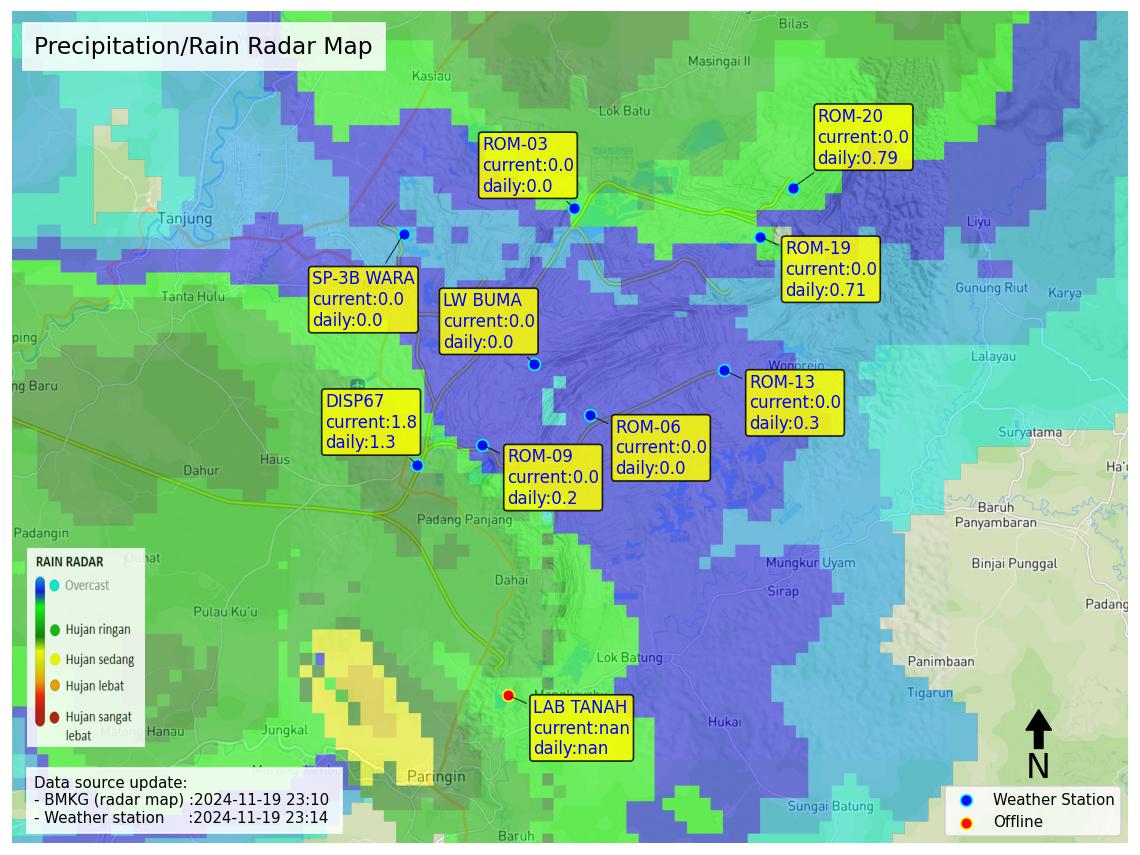 Precipitation/Rain Radar Map
Bilas
Masingai II
Kasiau
Lok Batu
ROM-20
current:0.0
daily:0.79
ROM-03
current:0.0
daily:0.0
Tanjung
Liyu
ROM-19
current:0.0
daily:0.71
SP-3B WARA
current:0.0
daily:0.0
Tanta Hulu
LW BUMA
current:0.0
daily:0.0
Gunung Riut
Karya
ping
Lalayau
Wonorejo
ng Baru
ROM-13
current:0.0
daily:0.3
DISP67
current:1.8
daily:1.3
ROM-06
current:0.0
daily:0.0
Suryatama
ROM-09
current:0.0
daily:0.2
Haus
Dahur
Ha'u
Baruh
Panyambaran
Padang Panjang
Padangin
Mungkur Uyam
Binjai Punggal
Dahai
Sirap
Padang
Pulau Ku'u
RAIN RADAR
Overcast
Hujan ringan
Hujan sedang
Hujan lebat
Hujan sangat
lebat
Lok Batung
Panimbaan
Tigarun
LAB TANAH
current:nan
daily:nan
Hukai
Jungkal
Paringin
N
Data source update:
- BMKG (radar map) :2024-11-19 23:10
- Weather station :2024-11-19 23:14
Sungai Batung
Baruh
Weather Station
Offline